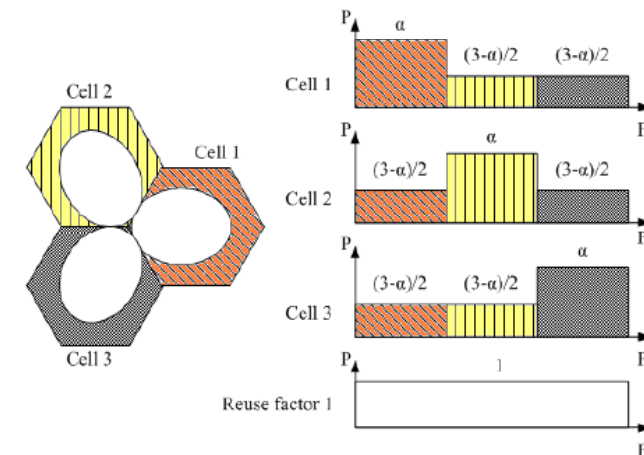 P
α
(3-α)/2 (3-α)/2
Cell 1
F
Cell 2
Cell 1
P
α
(3-α)/2 (3-α)/2
Cell 2
F
P
α
(3-α)/2 (3-α)/2
Cell 3
F
Cell 3
P
1
Reuse factor 1
F